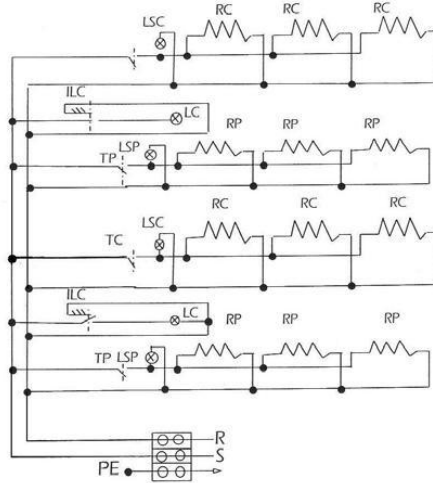 LSC RC RC RC
ILC
LC
LSP RP RP RP
TP
LSC RC RC RC
TC
ILC
LC RP RP RP
TP LSP
R
S
PE